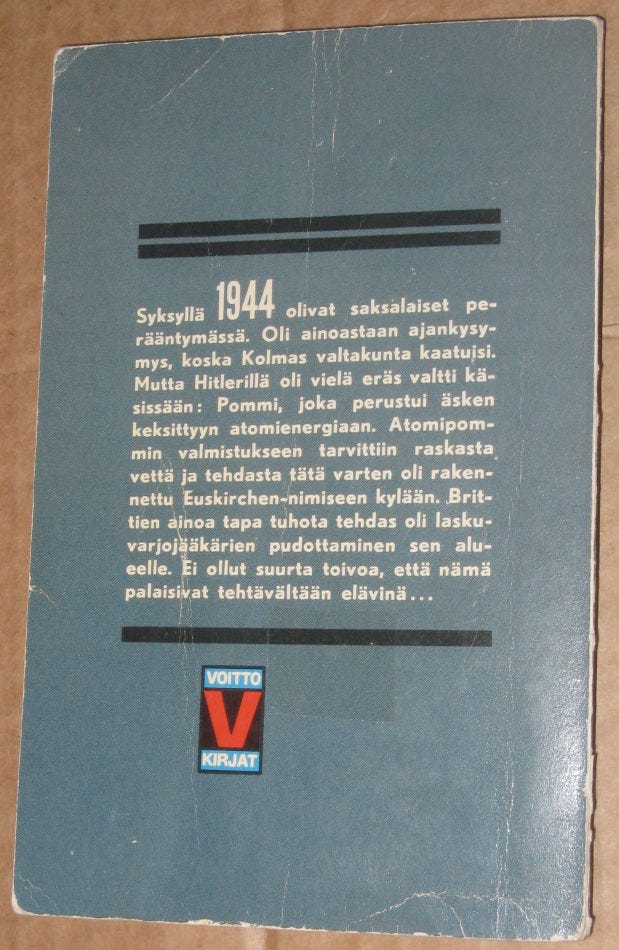 Syksyllä 1944 olivat saksalaiset pe-
rääntymässä. Oli ainoastaan ajankysy-
mys, koska Kolmas valtakunta kaatuisi.
Mutta Hitlerillä oli vielä eräs valtti kä-
sissään: Pommi, joka perustui äsken
keksittyyn atomienergiaan. Atomipom-
min valmistukseen tarvittiin raskasta
vettä ja tehdasta tätä varten oli raken-
nettu Euskirchen-nimiseen kylään. Brit-
tien ainoa tapa tuhota tehdas oli lasku-
varjojääkärien pudottaminen sen alu-
eelle. Ei ollut suurta toivoa, että nämä
palaisivat tehtävältään elävinä...
VOITTO
V
KIRJAT